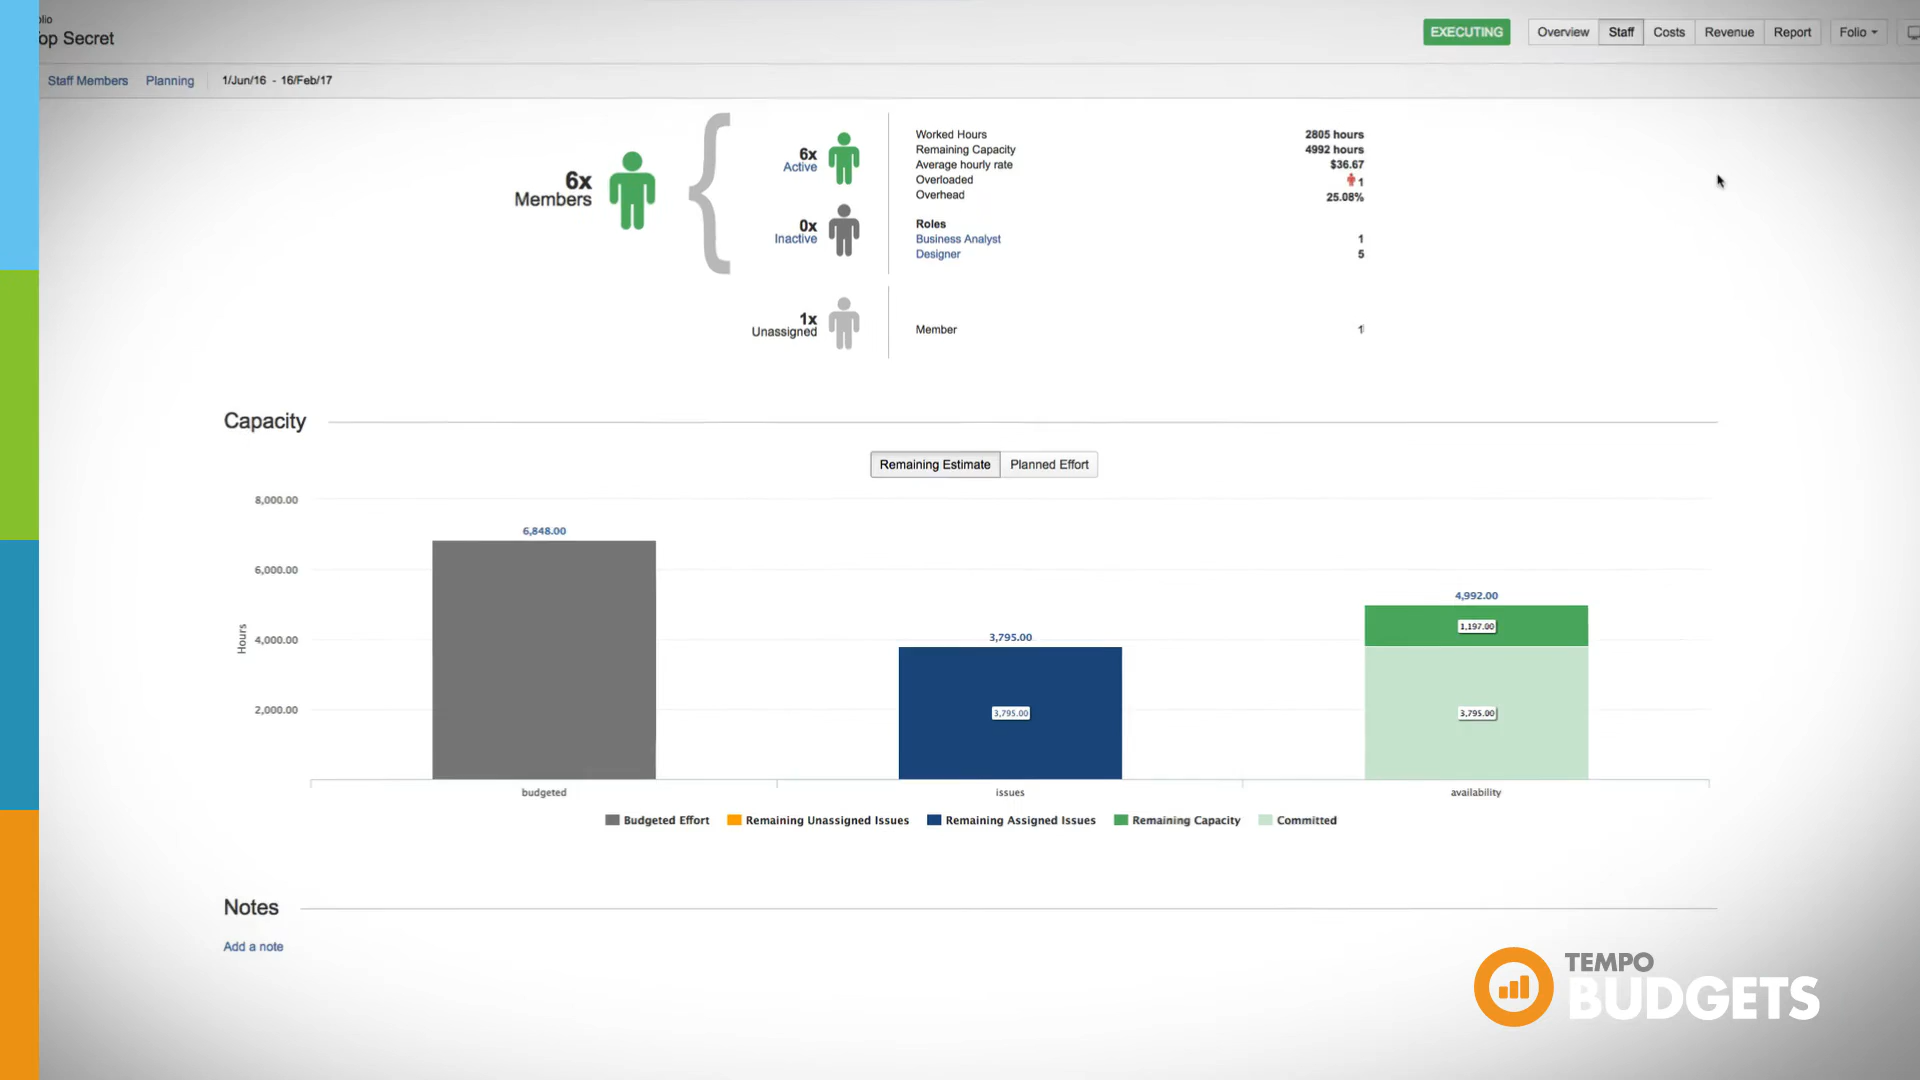 olio
op Secret
EXECUTING
Overview Staff Costs Revenue Report Folio
Staff Members Planning 1/Jun/16 - 16/Feb/17
6x
Members
6x
Active
0x
Inactive
Worked Hours 2805 hours
Remaining Capacity 4992 hours
Average hourly rate $36.67
Overloaded 1
Overhead 25.08%
Roles
Business Analyst 1
Designer 5
1x
Unassigned
Member 1
Capacity
Remaining Estimate Planned Effort
8,000.00
6,000.00
4,000.00
2,000.00
Hours
6,848.00
3,795.00
3,795.00
4,992.00
1,197.00
3,795.00
budgeted issues availability
Budgeted Effort Remaining Unassigned Issues Remaining Assigned Issues Remaining Capacity Committed
Notes
Add a note
TEMPO
BUDGETS